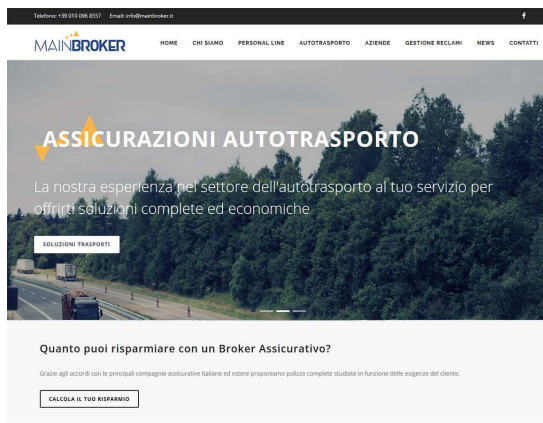 Telefono: +39 010 096 8557 Email: info@mainbroker.it
MAINBROKER
HOME CHI SIAMO PERSONAL LINE AUTOTRASPORTO AZIENDE GESTIONE RECLAMI NEWS CONTATTI
ASSICURAZIONI AUTOTRASPORTO
La nostra esperienza nel settore dell'autotrasporto al tuo servizio per
offrirti soluzioni complete ed economiche
SOLUZIONI TRASPORTI
Quanto puoi risparmiare con un Broker Assicurativo?
Grazie agli accordi con le principali compagnie assicurative italiane ed estere proponiamo polizze complete studiate in funzione delle esigenze del cliente.
CALCOLA IL TUO RISPARMIO